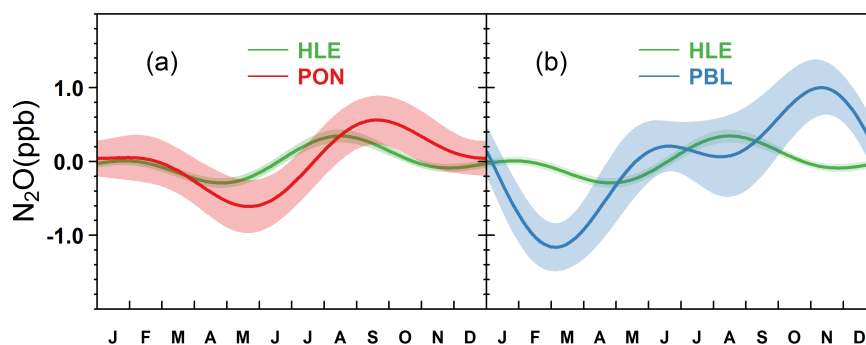 (a)
HLE
PON
(b)
HLE
PBL
N₂O(ppb)
1.0
0.0
-1.0
J F M A M J J A S O N D
J F M A M J J A S O N D